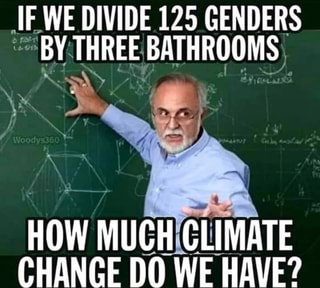 IF WE DIVIDE 125 GENDERS
BY THREE BATHROOMS
Woodys360
HOW MUCH CLIMATE
CHANGE DO WE HAVE?